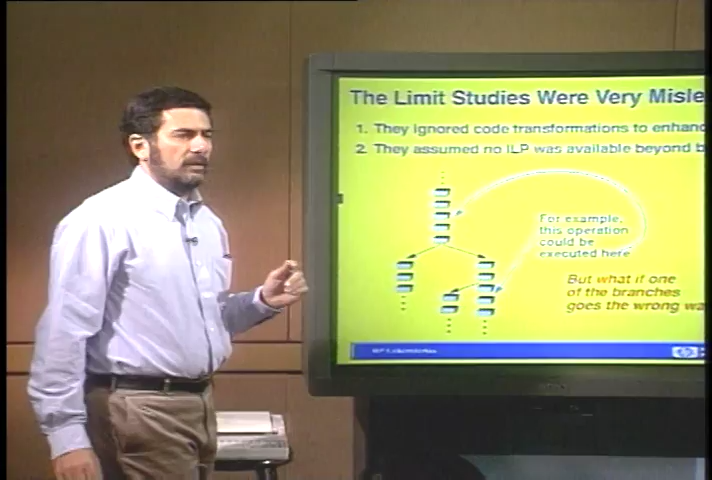 The Limit Studies Were Very Misle
1. They ignored code transformations to enhanc
2. They assumed no ILP was available beyond b
For example,
this operation
could be
executed here
But what if one
of the branches
goes the wrong wa
hp